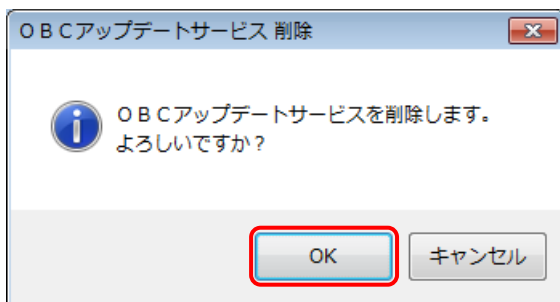 ＯＢＣアップデートサービス 削除
ＯＢＣアップデートサービスを削除します。
よろしいですか？
OK
キャンセル